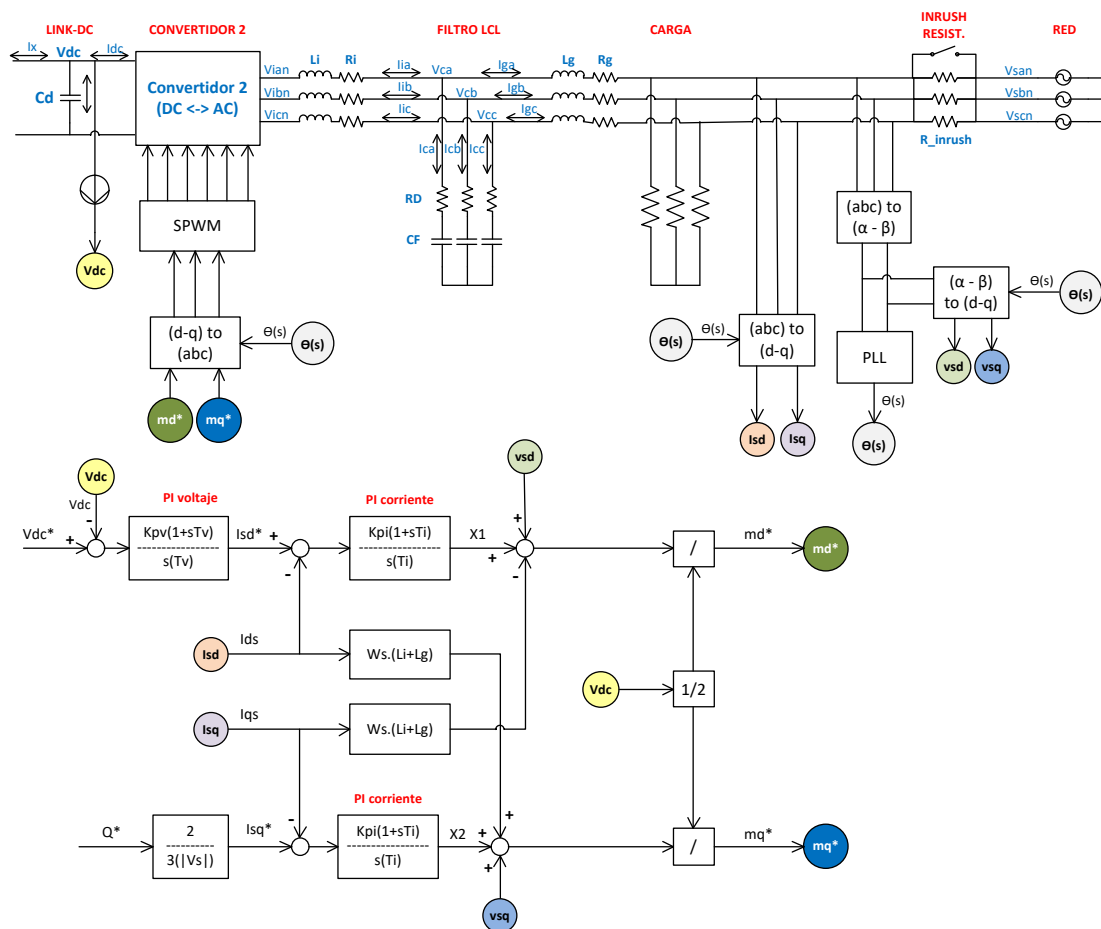 LINK-DC
CONVERTIDOR 2
FILTRO LCL
CARGA
INRUSH
RESIST.
RED
Ix
Vdc
Idc
Cd
Convertidor 2
(DC <-> AC)
Vian
Vibn
Vicn
Li
Ri
Iia
Iib
Iic
Vca
Vcb
Vcc
Iga
Igb
Igc
Lg
Rg
Vsan
Vsbn
Vscn
R_inrush
Ica
Icb
Icc
RD
CF
SPWM
Vdc
(d-q) to
(abc)
Θ(s)
Θ(s)
md*
mq*
(abc) to
(α - β)
(α - β)
to (d-q)
Θ(s)
Θ(s)
Θ(s)
Θ(s)
(abc) to
(d-q)
PLL
vsd
vsq
Θ(s)
Θ(s)
Isd
Isq
Vdc
Vdc
-
Vdc*
+
PI voltaje
Kpv(1+sTv)
s(Tv)
Isd*
+
-
PI corriente
Kpi(1+sTi)
s(Ti)
X1
vsd
+
+
-
/
md*
md*
Isd
Ids
Ws.(Li+Lg)
Vdc
1/2
Isq
Iqs
Ws.(Li+Lg)
PI corriente
Q*
2
3(|Vs|)
Isq*
-
Kpi(1+sTi)
s(Ti)
X2
+
+
+
/
mq*
mq*
vsq